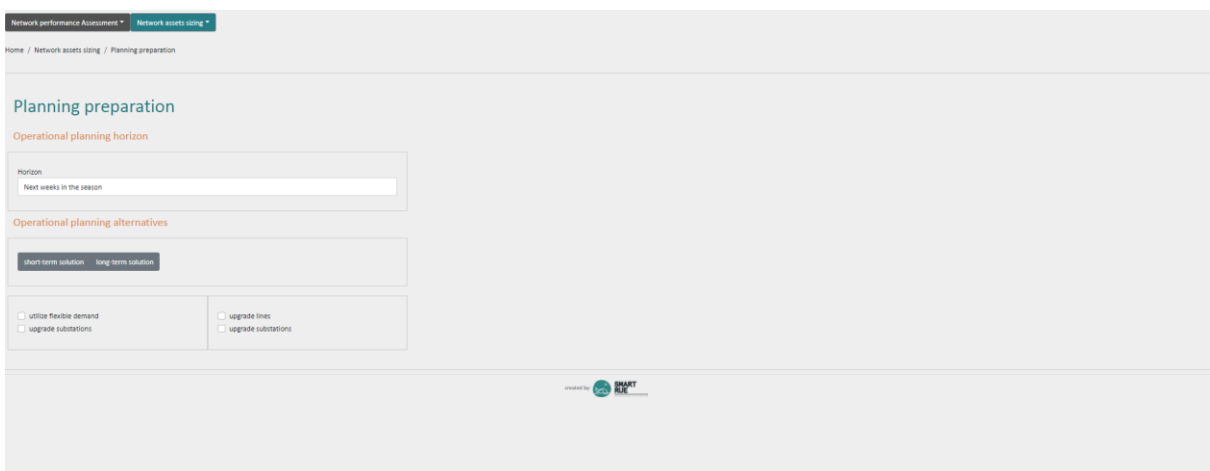 Network performance Assessment Network assets sizing
Home / Network assets sizing / Planning preparation
Planning preparation
Operational planning horizon
Horizon
Next weeks in the season
Operational planning alternatives
short-term solution long-term solution
utilize flexible demand
upgrade substations
upgrade lines
upgrade substations
created by:
SMART
RUE